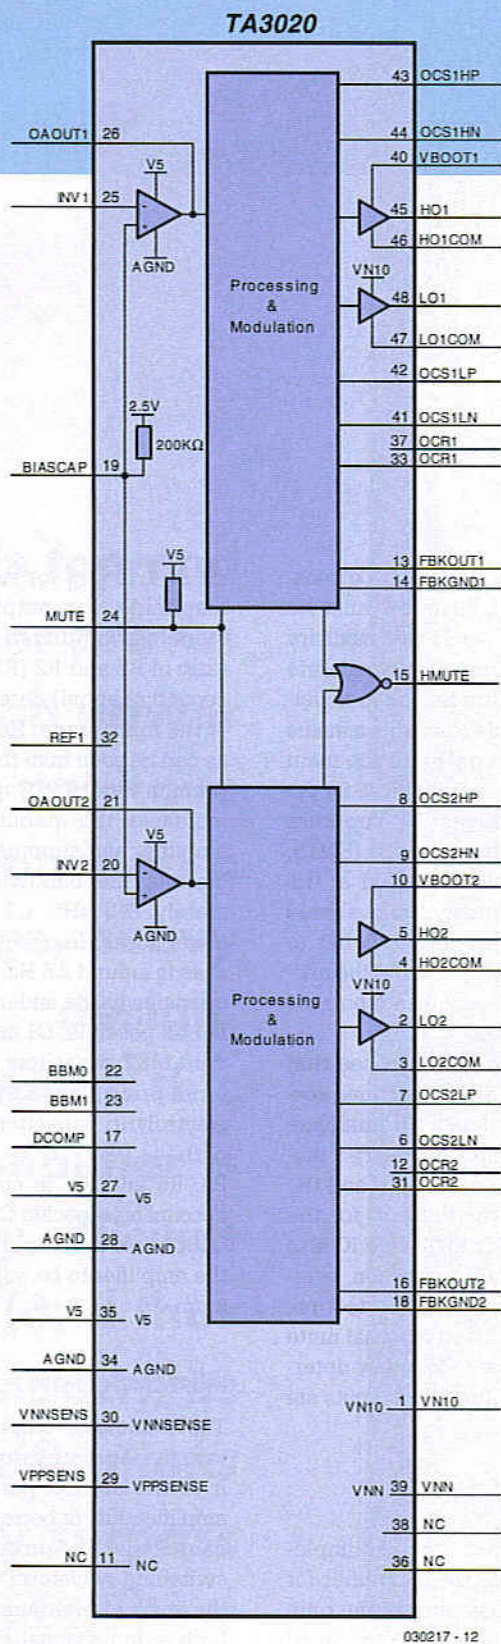 TA3020
43 OCS1HP
OAOUT1 26
44 OCS1HN
40 VBOOT1
V5
INV1 25
45 HO1
46 HO1COM
AGND
VN10
Processing
&
Modulation
48 LO1
47 LO1COM
42 OCS1LP
2.5V
41 OCS1LN
200KΩ
37 OCR1
33 OCR1
BIASCAP 19
V5
13 FBKOUT1
14 FBKGND1
MUTE 24
15 HMUTE
REF1 32
OAOUT2 21
8 OCS2HP
V5
9 OCS2HN
INV2 20
10 VBOOT2
AGND
5 HO2
4 HO2COM
VN10
Processing
&
Modulation
2 LO2
3 LO2COM
BBM0 22
7 OCS2LP
BBM1 23
DCOMP 17
6 OCS2LN
12 OCR2
31 OCR2
V5 27 V5
AGND 28 AGND
16 FBKOUT2
18 FBKGND2
V5 35 V5
AGND 34 AGND
VN10 1 VN10
VNNSENS 30 VNNSENSE
VPPSENS 29 VPPSENSE
VNN 39 VNN
38 NC
NC 11 NC
36 NC
030217 - 12